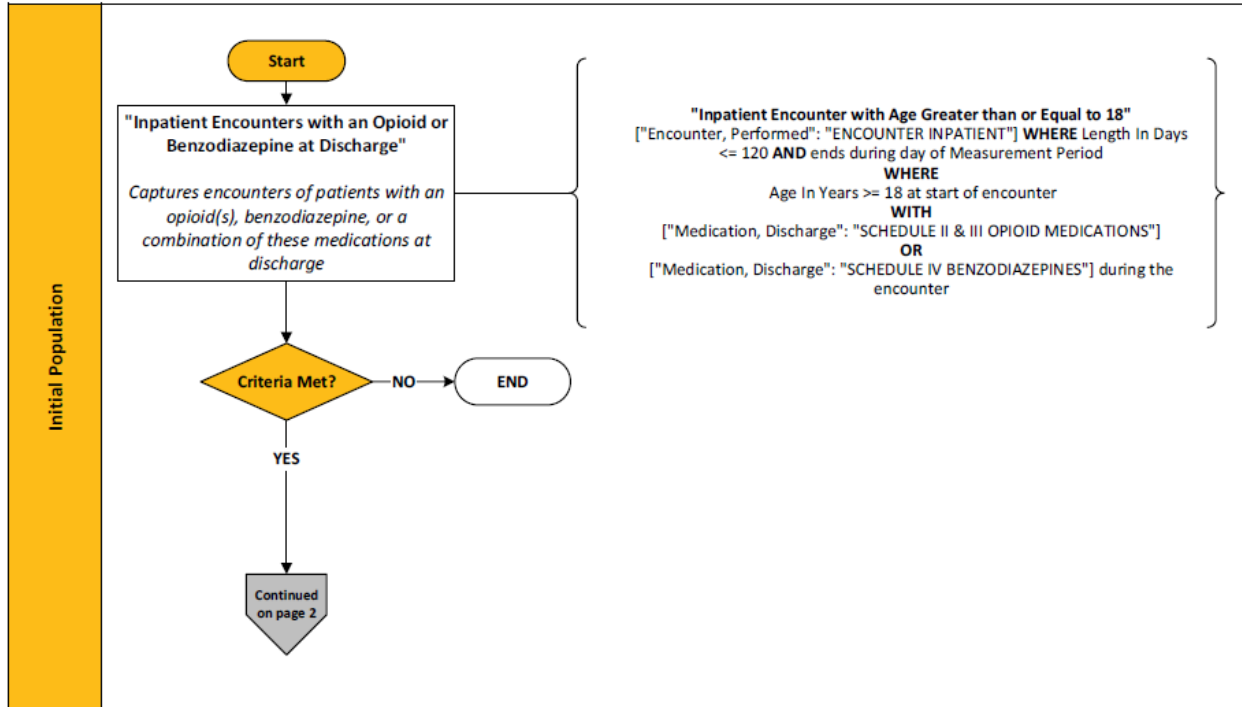 Initial Population
Start
"Inpatient Encounters with an Opioid or
Benzodiazepine at Discharge"
Captures encounters of patients with an
opioid(s), benzodiazepine, or a
combination of these medications at
discharge
"Inpatient Encounter with Age Greater than or Equal to 18"
["Encounter, Performed": "ENCOUNTER INPATIENT"] WHERE Length In Days
<= 120 AND ends during day of Measurement Period
WHERE
Age In Years >= 18 at start of encounter
WITH
["Medication, Discharge": "SCHEDULE II & III OPIOID MEDICATIONS"]
OR
["Medication, Discharge": "SCHEDULE IV BENZODIAZEPINES"] during the
encounter
Criteria Met?
NO
END
YES
Continued
on page 2